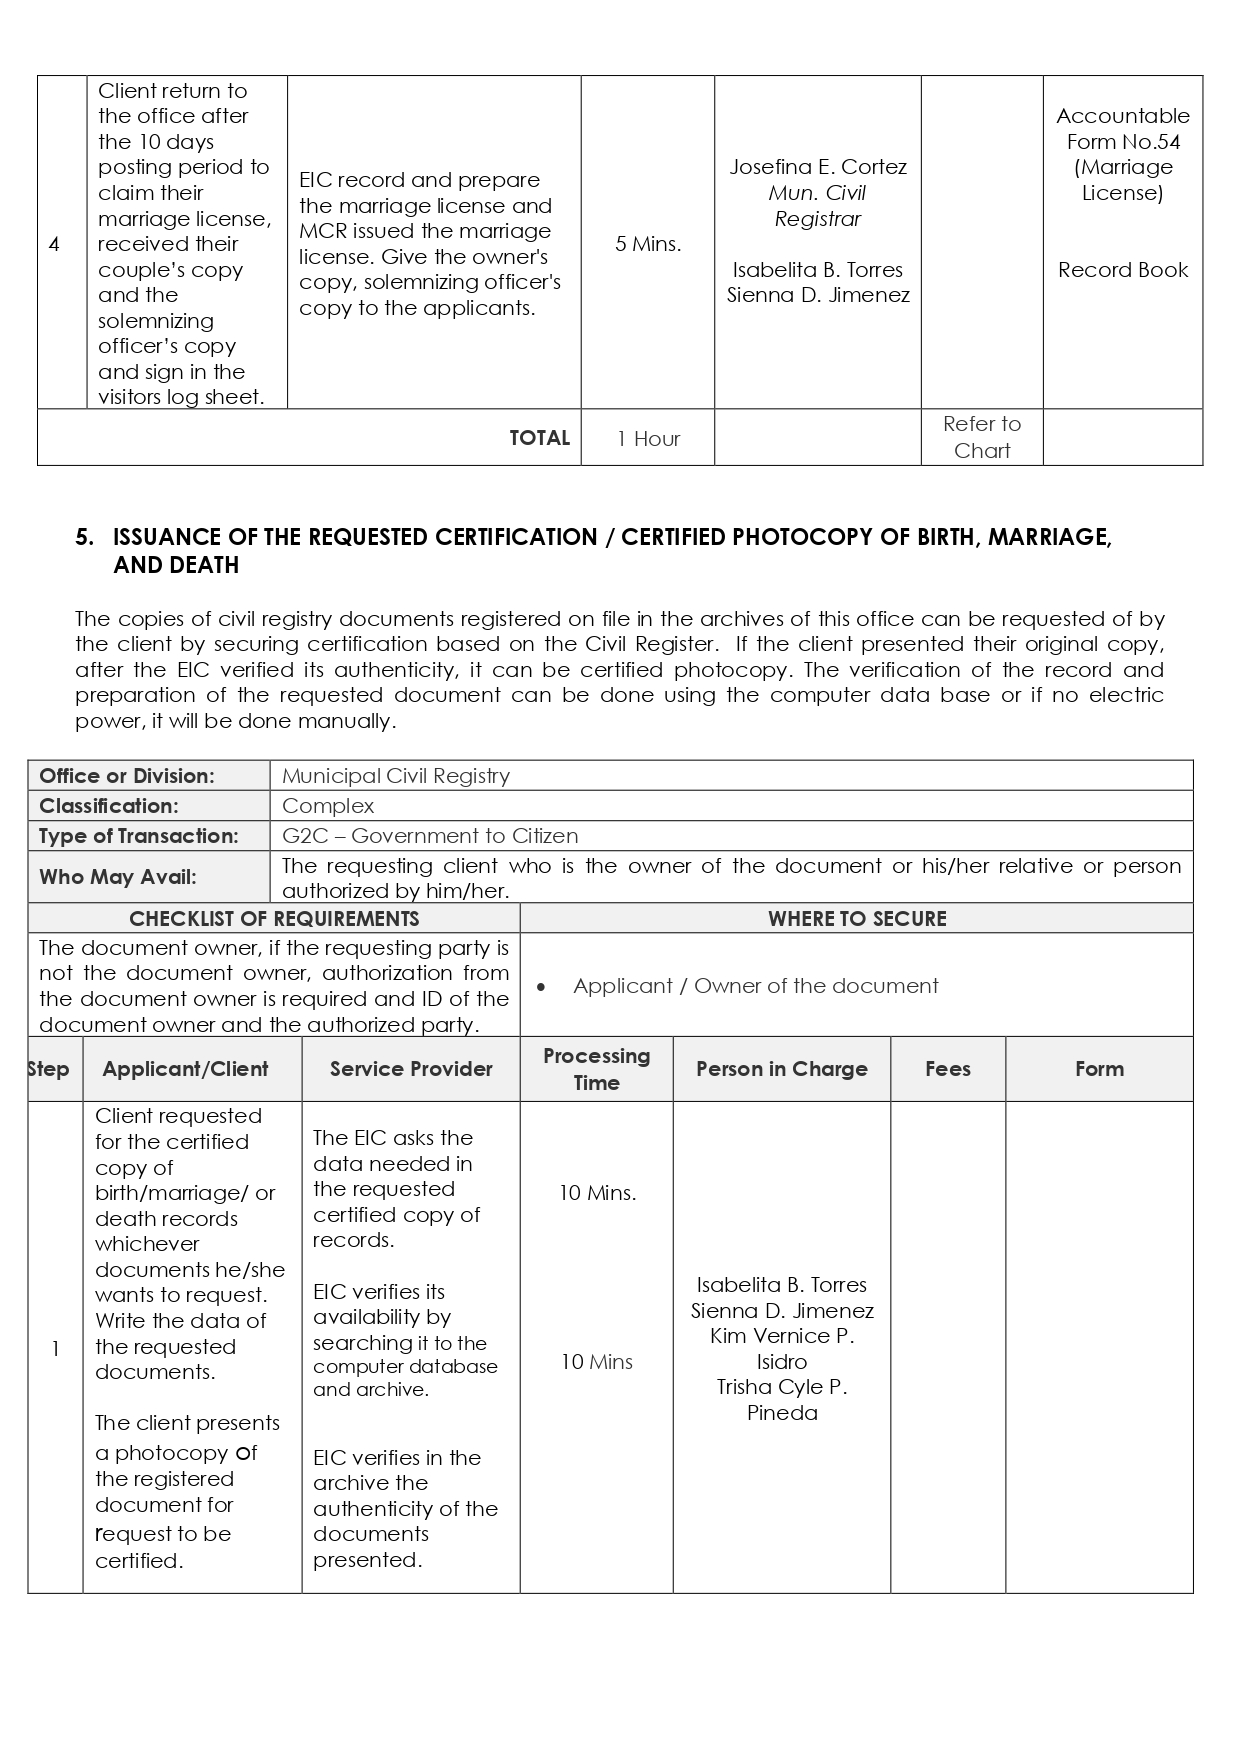 4
Client return to
the office after
the 10 days
posting period to
claim their
marriage license,
received their
couple’s copy
and the
solemnizing
officer’s copy
and sign in the
visitors log sheet.
EIC record and prepare
the marriage license and
MCR issued the marriage
license. Give the owner's
copy, solemnizing officer's
copy to the applicants.
5 Mins.
Josefina E. Cortez
Mun. Civil
Registrar
Isabelita B. Torres
Sienna D. Jimenez
Accountable
Form No.54
(Marriage
License)
Record Book
TOTAL
1 Hour
Refer to
Chart
5. ISSUANCE OF THE REQUESTED CERTIFICATION / CERTIFIED PHOTOCOPY OF BIRTH, MARRIAGE,
AND DEATH
The copies of civil registry documents registered on file in the archives of this office can be requested of by
the client by securing certification based on the Civil Register. If the client presented their original copy,
after the EIC verified its authenticity, it can be certified photocopy. The verification of the record and
preparation of the requested document can be done using the computer data base or if no electric
power, it will be done manually.
Office or Division:
Municipal Civil Registry
Classification:
Complex
Type of Transaction:
G2C – Government to Citizen
Who May Avail:
The requesting client who is the owner of the document or his/her relative or person
authorized by him/her.
CHECKLIST OF REQUIREMENTS
WHERE TO SECURE
The document owner, if the requesting party is
not the document owner, authorization from
the document owner is required and ID of the
document owner and the authorized party.
• Applicant / Owner of the document
Step
Applicant/Client
Service Provider
Processing
Time
Person in Charge
Fees
Form
1
Client requested
for the certified
copy of
birth/marriage/ or
death records
whichever
documents he/she
wants to request.
Write the data of
the requested
documents.
The client presents
a photocopy of
the registered
document for
request to be
certified.
The EIC asks the
data needed in
the requested
certified copy of
records.
EIC verifies its
availability by
searching it to the
computer database
and archive.
EIC verifies in the
archive the
authenticity of the
documents
presented.
10 Mins.
10 Mins
Isabelita B. Torres
Sienna D. Jimenez
Kim Vernice P.
Isidro
Trisha Cyle P.
Pineda